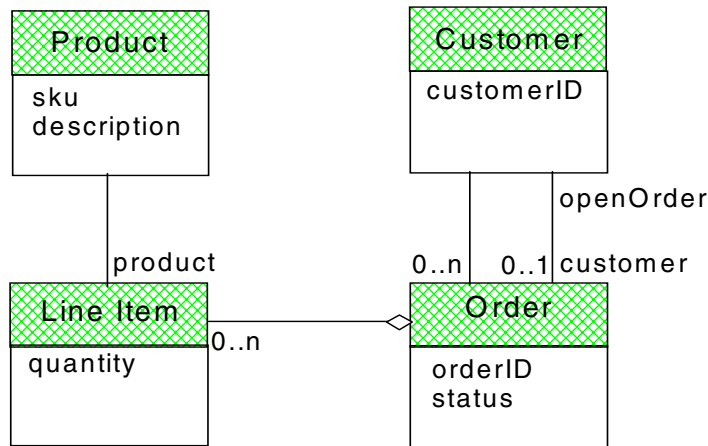 Product
sku
description
Customer
customerID
openOrder
product
0..n
0..1
customer
Line Item
quantity
0..n
Order
orderID
status